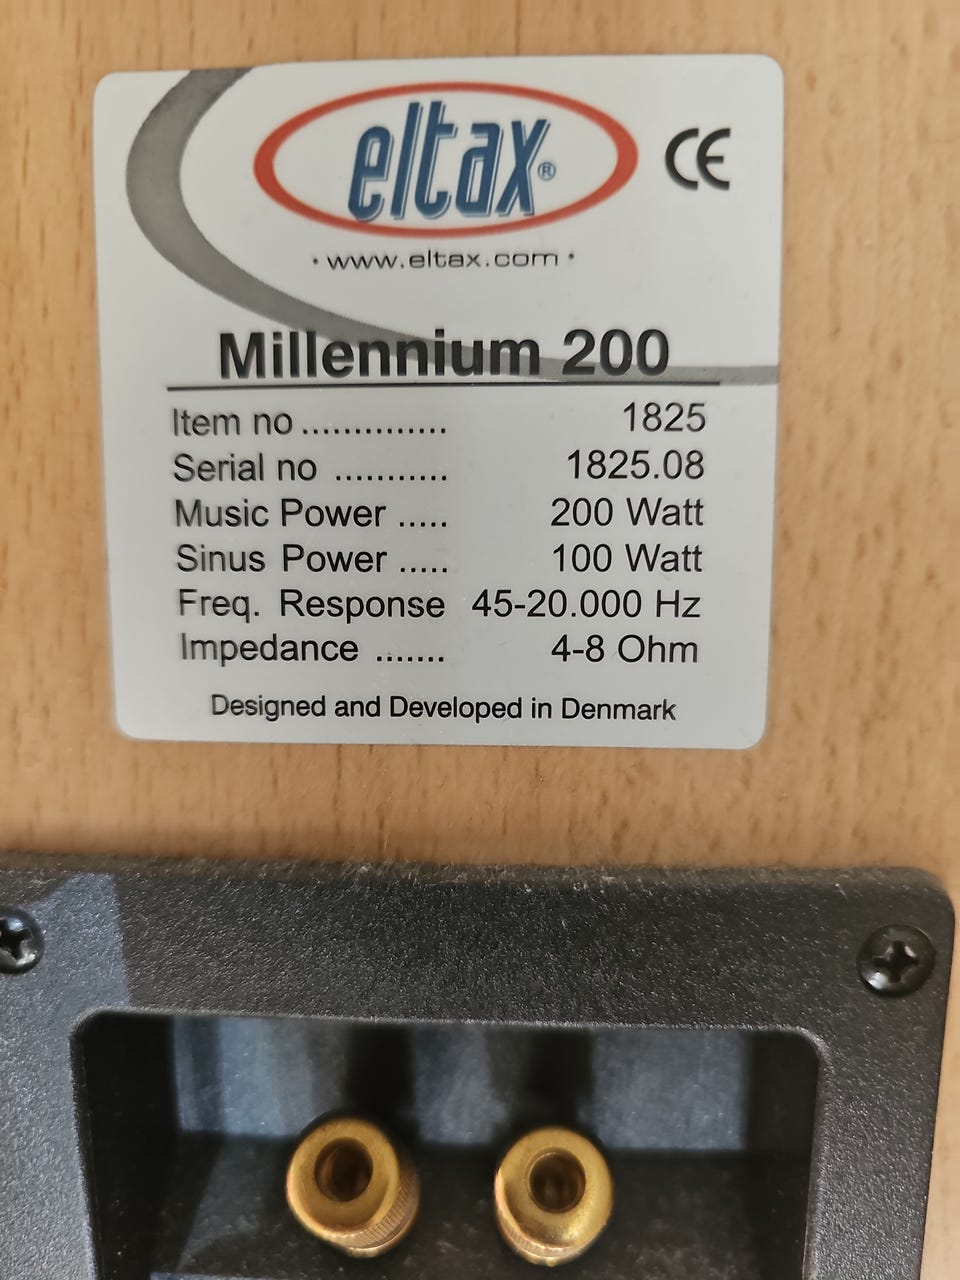 eltax®
CE
·www.eltax.com·
Millennium 200
Item no .............. 1825
Serial no ........... 1825.08
Music Power ..... 200 Watt
Sinus Power ..... 100 Watt
Freq. Response 45-20.000 Hz
Impedance ....... 4-8 Ohm
Designed and Developed in Denmark